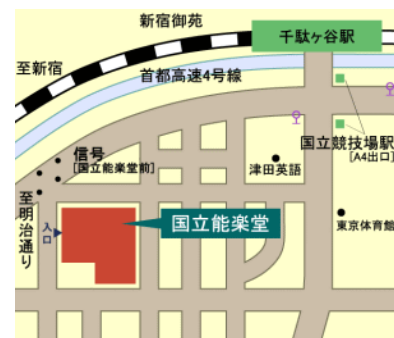 新宿御苑
千駄ヶ谷駅
至新宿
首都高速4号線
国立競技場駅
[A4出口]
信号
[国立能楽堂前]
津田英語
至明治通り
入口
国立能楽堂
東京体育館